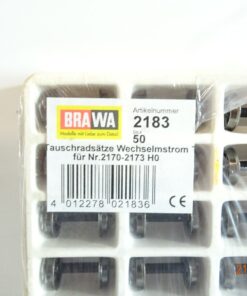 BRAWA
Modelle mit Liebe zum Detail
Artikelnummer
2183
50
Tauschradsätze Wechselstrom
für Nr.2170-2173 H0
4 012278 021836
CE